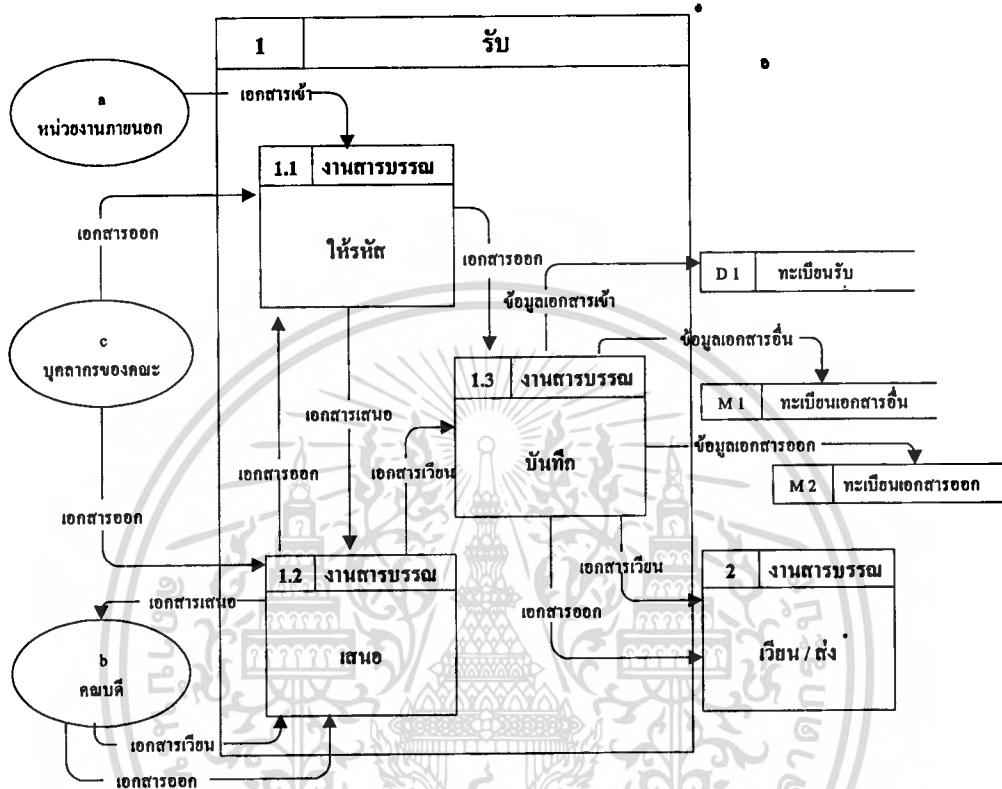 1 รับ
a
หน่วยงานภายนอก
เอกสารเข้า
1.1 งานสารบรรณ
ให้รหัส
เอกสารออก
เอกสารออก
ข้อมูลเอกสารเข้า
D 1 ทะเบียนรับ
c
บุคลากรของคณะ
ข้อมูลเอกสารอื่น
1.3 งานสารบรรณ
M 1 ทะเบียนเอกสารอื่น
เอกสารเสนอ
บันทึก
ข้อมูลเอกสารออก
เอกสารออก
เอกสารเวียน
M 2 ทะเบียนเอกสารออก
เอกสารออก
1.2 งานสารบรรณ
เอกสารเวียน
2 งานสารบรรณ
เอกสารเสนอ
เอกสารออก
เสนอ
เวียน / ส่ง
b
คณบดี
เอกสารเวียน
เอกสารออก